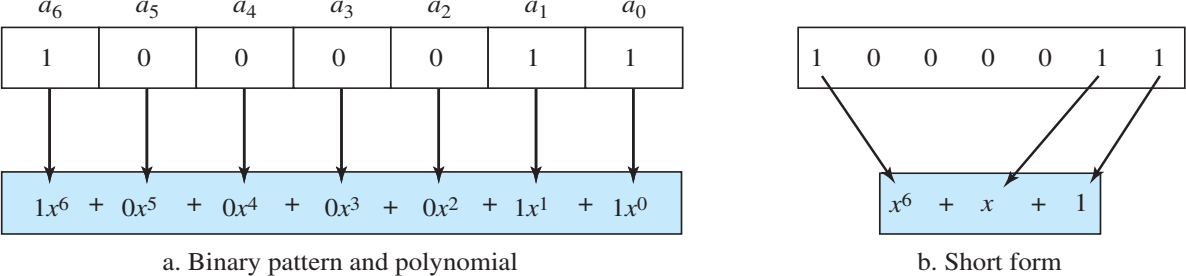 a₆ a₅ a₄ a₃ a₂ a₁ a₀
1 0 0 0 0 1 1
1x⁶ + 0x⁵ + 0x⁴ + 0x³ + 0x² + 1x¹ + 1x⁰
a. Binary pattern and polynomial
1 0 0 0 0 1 1
x⁶ + x + 1
b. Short form